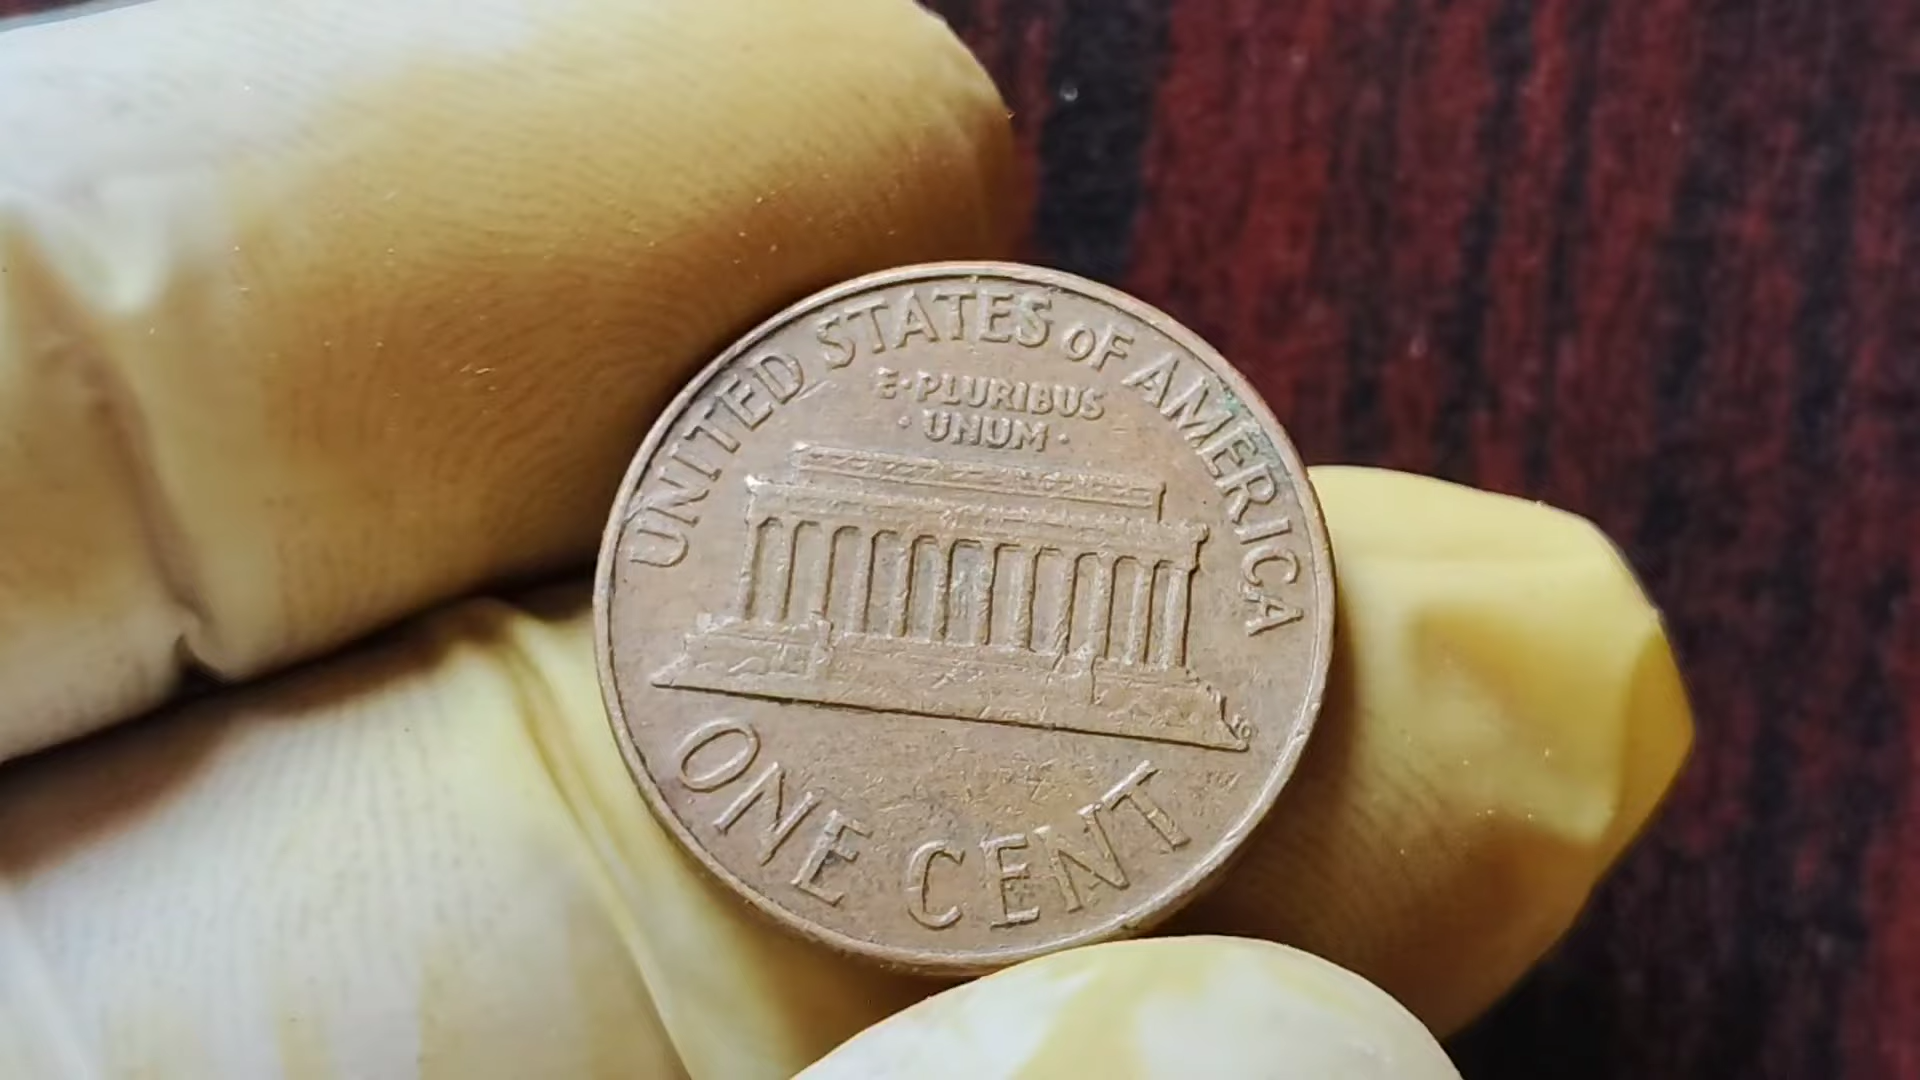 UNITED STATES OF AMERICA
E·PLURIBUS
·UNUM·
ONE CENT